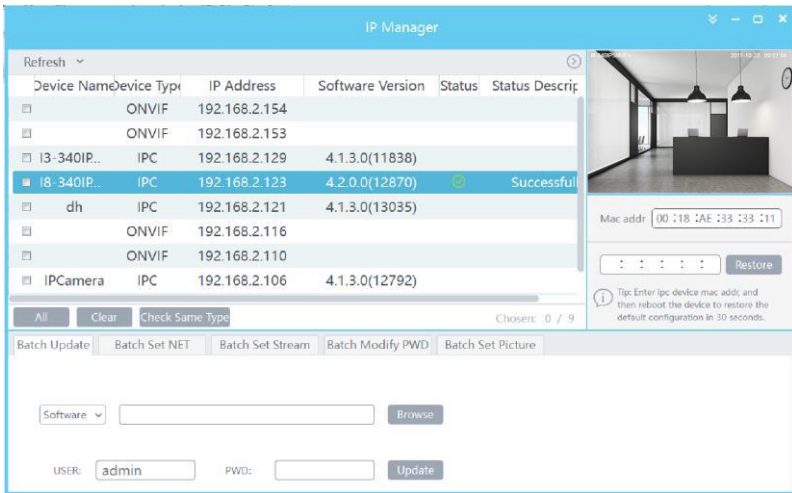 IP Manager
Refresh
Device Name Device Type IP Address Software Version Status Status Descrip
ONVIF 192.168.2.154
ONVIF 192.168.2.153
I3-340IP... IPC 192.168.2.129 4.1.3.0(11838)
I8-340IP... IPC 192.168.2.123 4.2.0.0(12870) Successful
dh IPC 192.168.2.121 4.1.3.0(13035)
ONVIF 192.168.2.116
ONVIF 192.168.2.110
IPCamera IPC 192.168.2.106 4.1.3.0(12792)
All Clear Check Same Type Chosen: 0 / 9
Mac addr 00 :18 :AE :33 :33 :11
: : : : : Restore
Tip: Enter ipc device mac addr, and
then reboot the device to restore the
default configuration in 30 seconds.
Batch Update Batch Set NET Batch Set Stream Batch Modify PWD Batch Set Picture
Software Browse
USER: admin PWD: Update